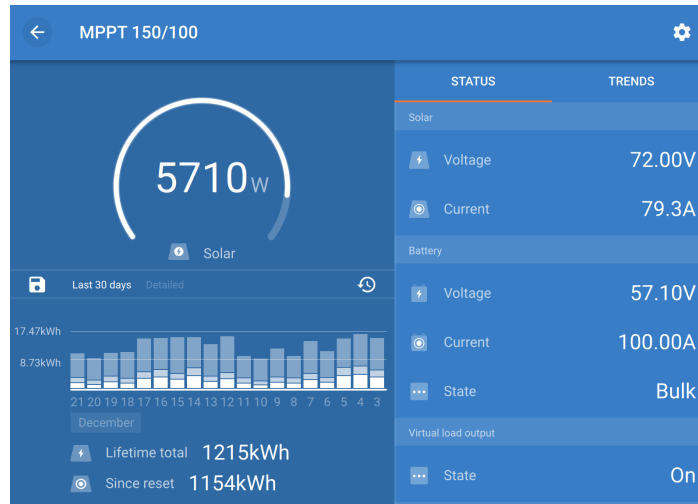 MPPT 150/100
5710W
Solar
Last 30 days Detailed
17.47kWh
8.73kWh
21 20 19 18 17 16 15 14 13 12 11 10 9 8 7 6 5 4 3
December
Lifetime total 1215kWh
Since reset 1154kWh
STATUS TRENDS
Solar
Voltage 72.00V
Current 79.3A
Battery
Voltage 57.10V
Current 100.00A
State Bulk
Virtual load output
State On